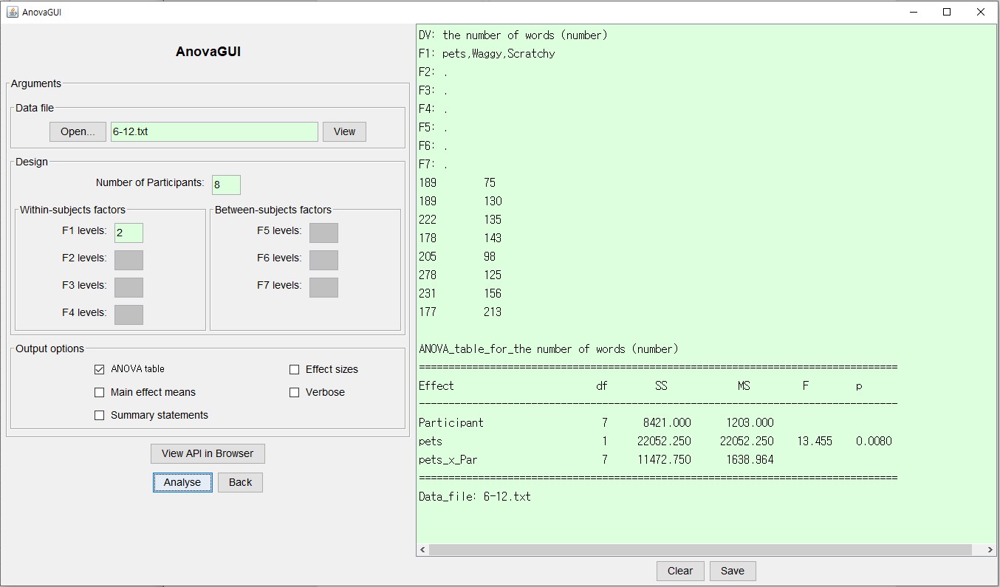 AnovaGUI
AnovaGUI
Arguments
Data file
Open... 6-12.txt View
Design
Number of Participants: 8
Within-subjects factors
F1 levels: 2
F2 levels:
F3 levels:
F4 levels:
Between-subjects factors
F5 levels:
F6 levels:
F7 levels:
Output options
ANOVA table Effect sizes
Main effect means Verbose
Summary statements
View API in Browser
Analyse Back
DV: the number of words (number)
F1: pets,Waggy,Scratchy
F2: .
F3: .
F4: .
F5: .
F6: .
F7: .
189 75
189 130
222 135
178 143
205 98
278 125
231 156
177 213
ANOVA_table_for_the number of words (number)
================================================================================
Effect df SS MS F p
--------------------------------------------------------------------------------
Participant 7 8421.000 1203.000
pets 1 22052.250 22052.250 13.455 0.0080
pets_x_Par 7 11472.750 1638.964
================================================================================
Data_file: 6-12.txt
Clear Save